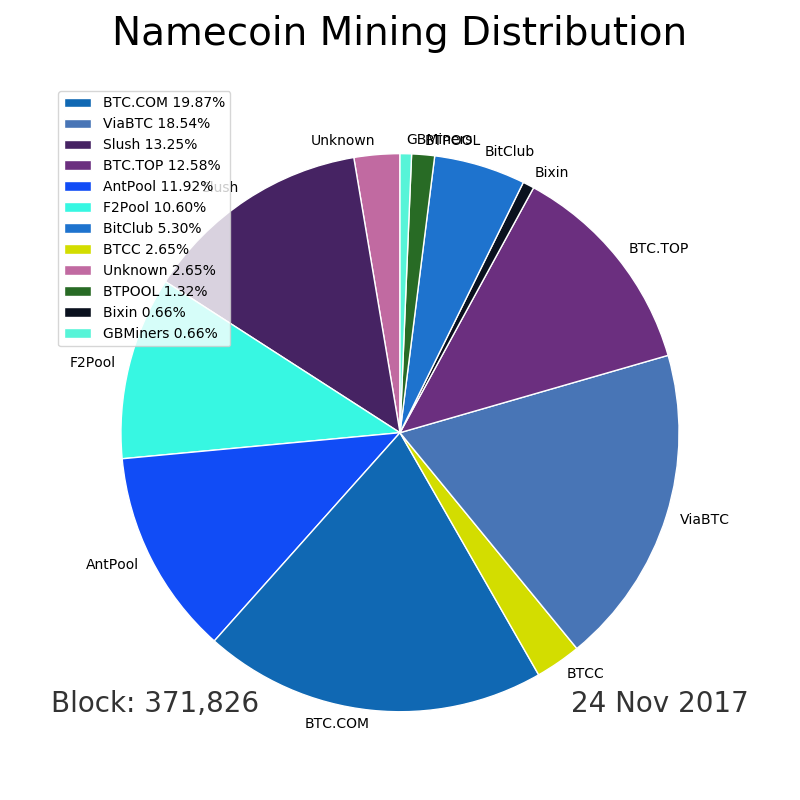 Namecoin Mining Distribution
BTC.COM 19.87%
ViaBTC 18.54%
Slush 13.25%
BTC.TOP 12.58%
AntPool 11.92%
F2Pool 10.60%
BitClub 5.30%
BTCC 2.65%
Unknown 2.65%
BTPOOL 1.32%
Bixin 0.66%
GBMiners 0.66%
Unknown
GBMiners
BTPOOL
BitClub
Bixin
Slush
BTC.TOP
F2Pool
ViaBTC
AntPool
BTCC
BTC.COM
Block: 371,826
24 Nov 2017